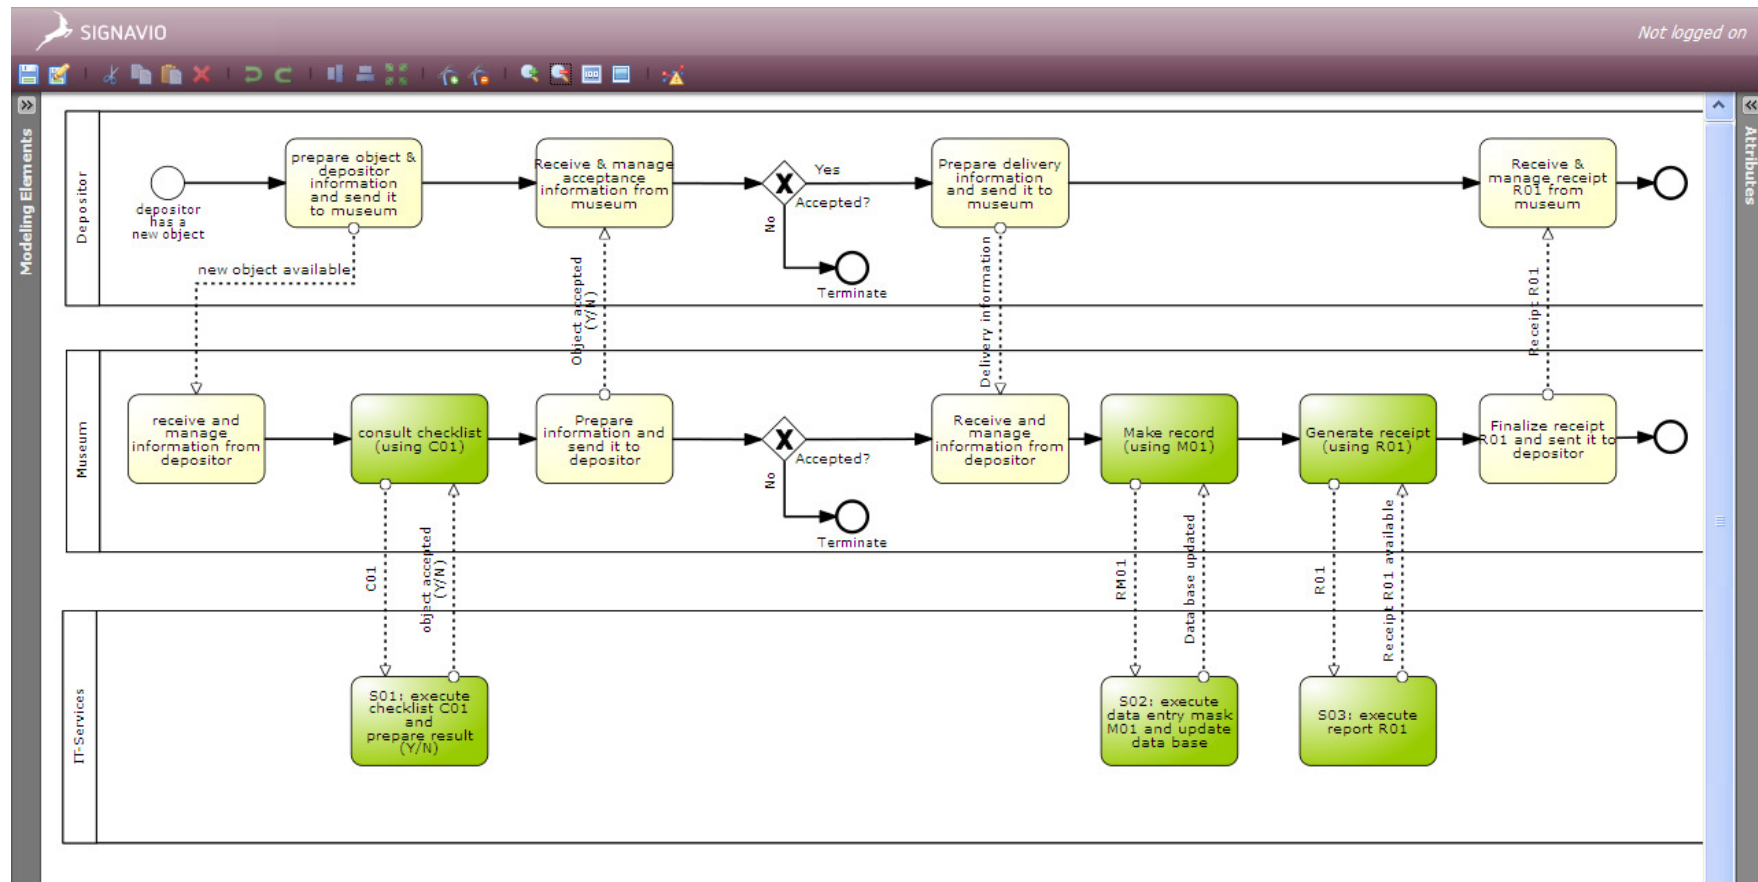 SIGNAVIO
Not logged on
Modeling Elements
Attributes
Depositor
depositor
has a
new object
prepare object &
depositor
information
and send it
to museum
Receive & manage
acceptance
information from
museum
Yes
Accepted?
No
Terminate
Prepare delivery
information
and send it to
museum
Receive &
manage receipt
R01 from
museum
new object available
Object accepted
(Y/N)
Delivery information
Receipt R01
Museum
receive and
manage
information from
depositor
consult checklist
(using C01)
Prepare
information and
send it to
depositor
Accepted?
No
Terminate
Receive and
manage
information from
depositor
Make record
(using M01)
Generate receipt
(using R01)
Finalize receipt
R01 and sent it to
depositor
C01
object accepted
(Y/N)
RM01
Data base updated
R01
Receipt R01 available
IT-Services
S01: execute
checklist C01
and
prepare result
(Y/N)
S02: execute
data entry mask
M01 and update
data base
S03: execute
report R01